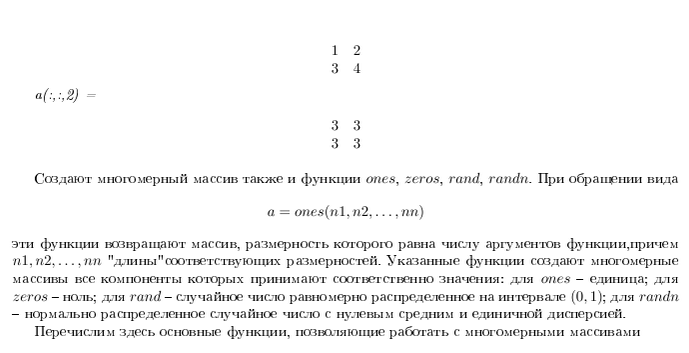 1 2
3 4
a(:,:,2) =
3 3
3 3
Создают многомерный массив также и функции ones, zeros, rand, randn. При обращении вида
a = ones(n1, n2, . . . , nn)
эти функции возвращают массив, размерность которого равна числу аргументов функции,причем
n1, n2, . . . , nn "длины"соответствующих размерностей. Указанные функции создают многомерные
массивы все компоненты которых принимают соответственно значения: для ones – единица; для
zeros – ноль; для rand – случайное число равномерно распределенное на интервале (0, 1); для randn
– нормально распределенное случайное число с нулевым средним и единичной дисперсией.
Перечислим здесь основные функции, позволяющие работать с многомерными массивами